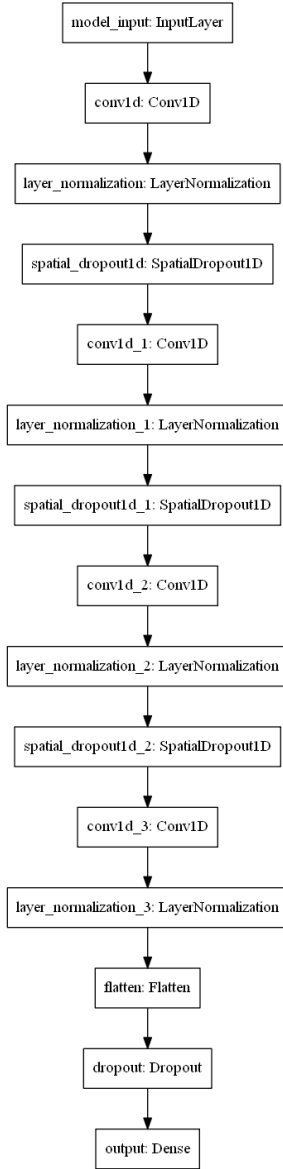 model_input: InputLayer
conv1d: Conv1D
layer_normalization: LayerNormalization
spatial_dropout1d: SpatialDropout1D
conv1d_1: Conv1D
layer_normalization_1: LayerNormalization
spatial_dropout1d_1: SpatialDropout1D
conv1d_2: Conv1D
layer_normalization_2: LayerNormalization
spatial_dropout1d_2: SpatialDropout1D
conv1d_3: Conv1D
layer_normalization_3: LayerNormalization
flatten: Flatten
dropout: Dropout
output: Dense